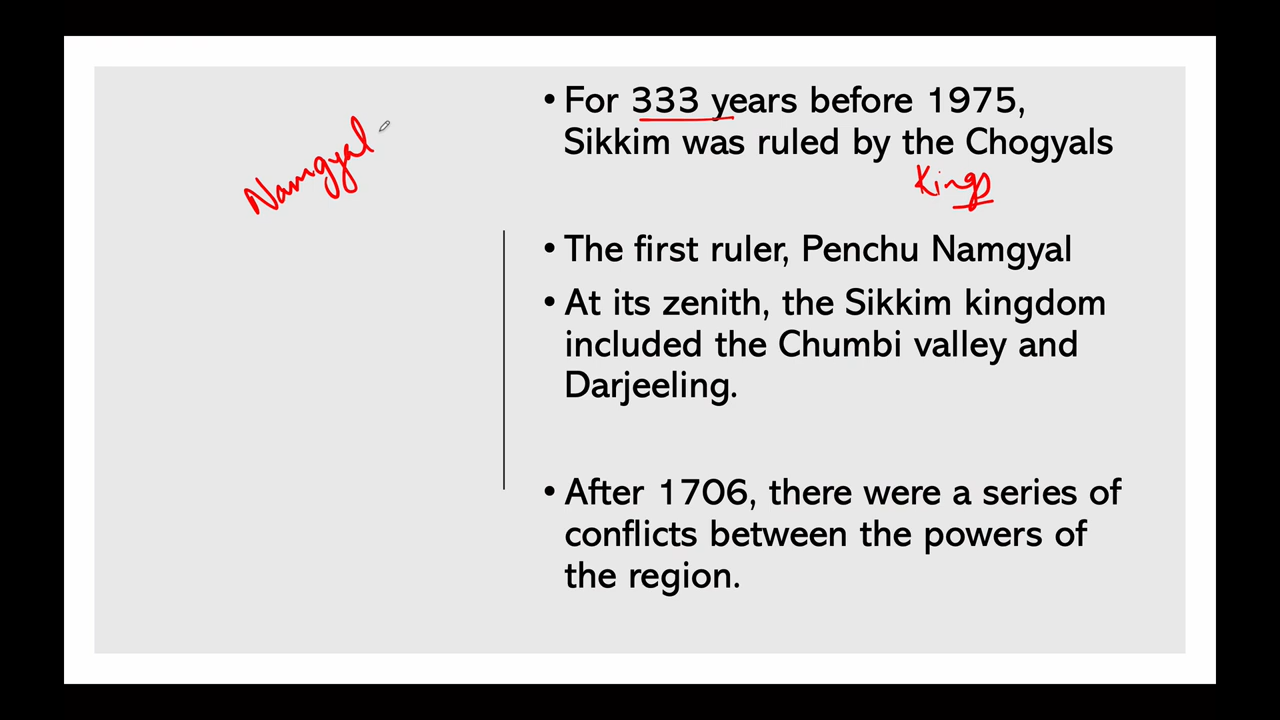 • For 333 years before 1975,
Sikkim was ruled by the Chogyals
Kings
Namgyal
• The first ruler, Penchu Namgyal
• At its zenith, the Sikkim kingdom
included the Chumbi valley and
Darjeeling.
• After 1706, there were a series of
conflicts between the powers of
the region.